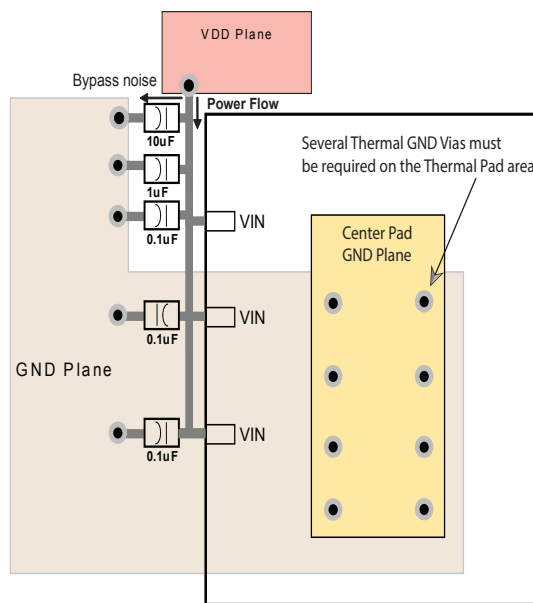 VDD Plane
Bypass noise
Power Flow
10uF
Several Thermal GND Vias must
be required on the Thermal Pad area
1uF
0.1uF
VIN
Center Pad
GND Plane
0.1uF
VIN
GND Plane
0.1uF
VIN